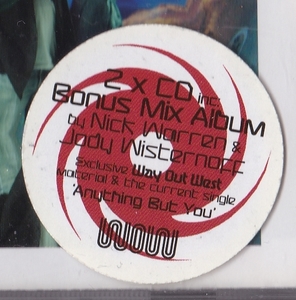 2 x CD inc.
Bonus Mix Album
by Nick Warren &
Jody Wisternoff
Exclusive Way Out West
material & the current single
'Anything But You'
WOW